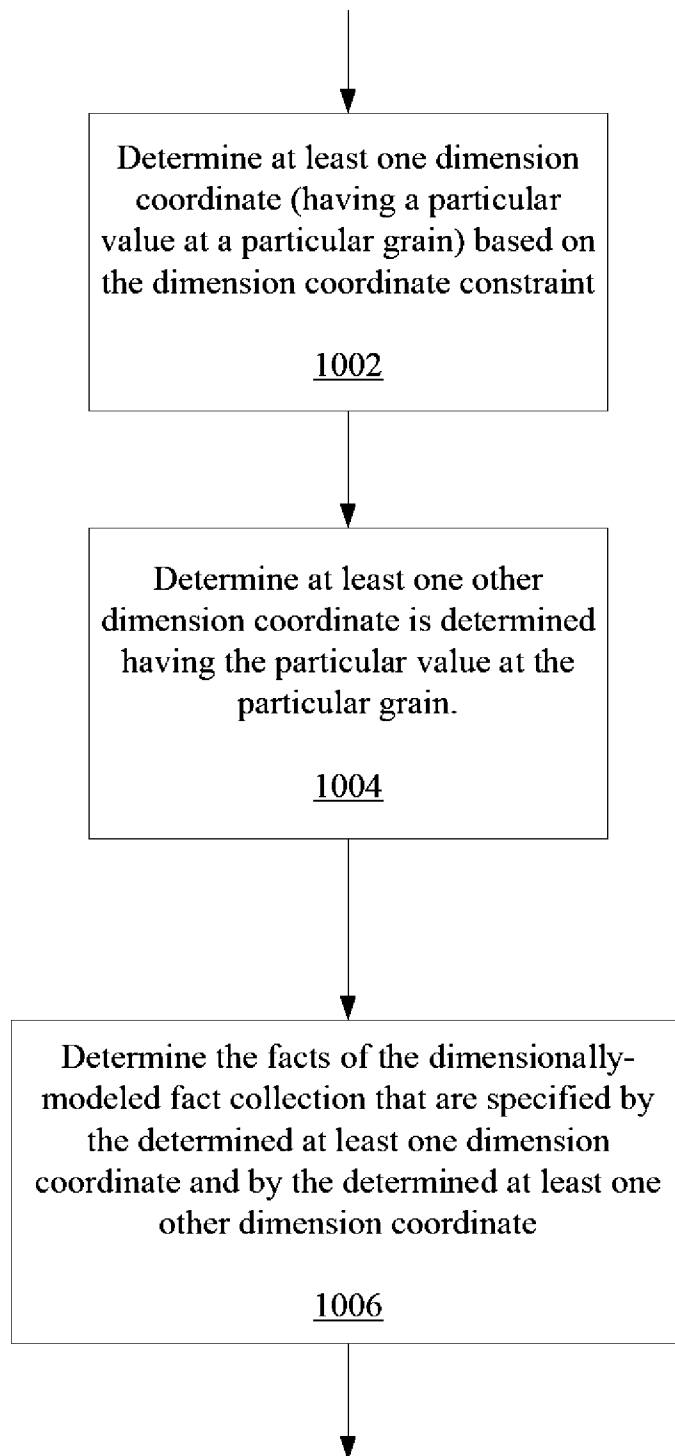 Determine at least one dimension
coordinate (having a particular
value at a particular grain) based on
the dimension coordinate constraint
1002
Determine at least one other
dimension coordinate is determined
having the particular value at the
particular grain.
1004
Determine the facts of the dimensionally-
modeled fact collection that are specified by
the determined at least one dimension
coordinate and by the determined at least one
other dimension coordinate
1006